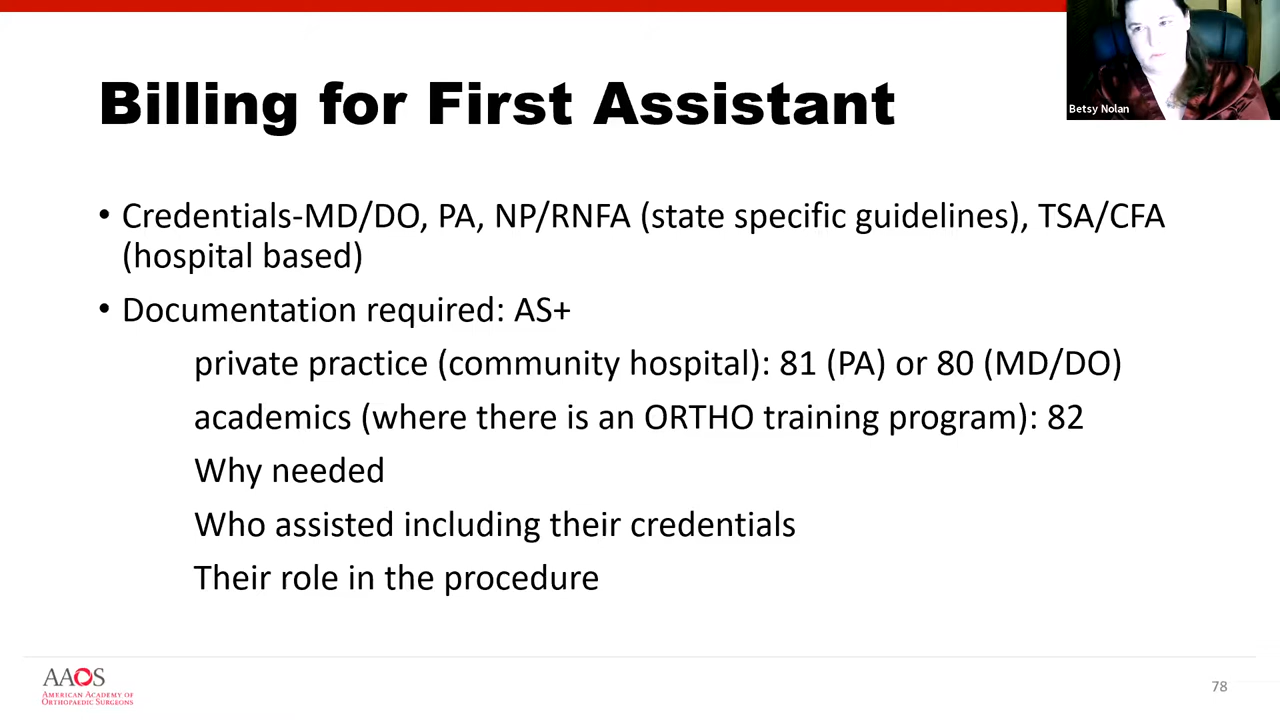 Betsy Nolan
Billing for First Assistant
• Credentials-MD/DO, PA, NP/RNFA (state specific guidelines), TSA/CFA
(hospital based)
• Documentation required: AS+
private practice (community hospital): 81 (PA) or 80 (MD/DO)
academics (where there is an ORTHO training program): 82
Why needed
Who assisted including their credentials
Their role in the procedure
AAOS
AMERICAN ACADEMY OF
ORTHOPAEDIC SURGEONS
78